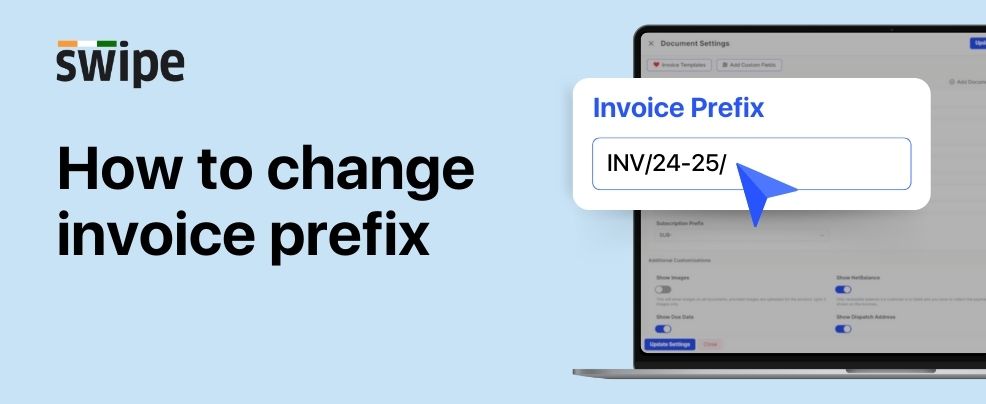 swipe
How to change
invoice prefix
Document Settings
Invoice Templates
Add Custom Fields
Invoice Prefix
INV/24-25/
Subscription Prefix
SUB-
Additional Customisations
Show Images
Show NetBalance
Show Due Date
Show Dispatch Address
Update Settings
Close